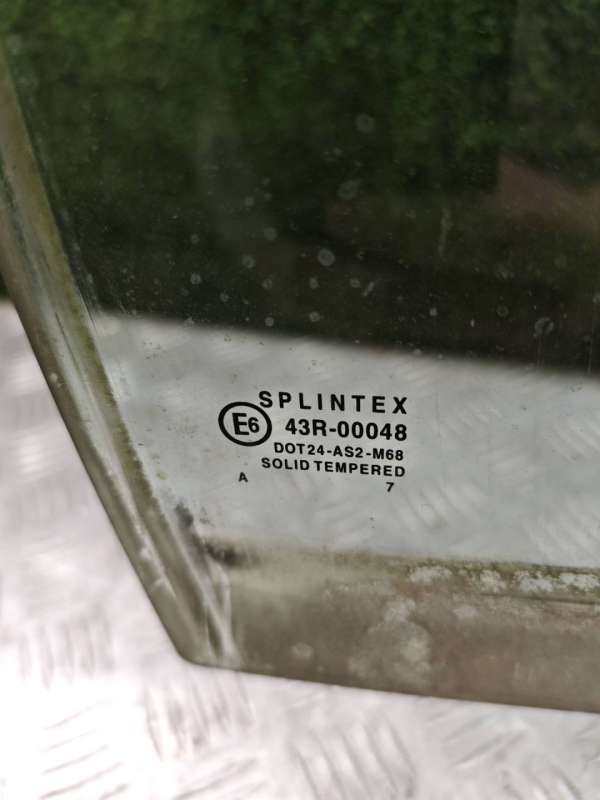 SPLINTEX
E6 43R-00048
DOT24-AS2-M68
SOLID TEMPERED
A 7